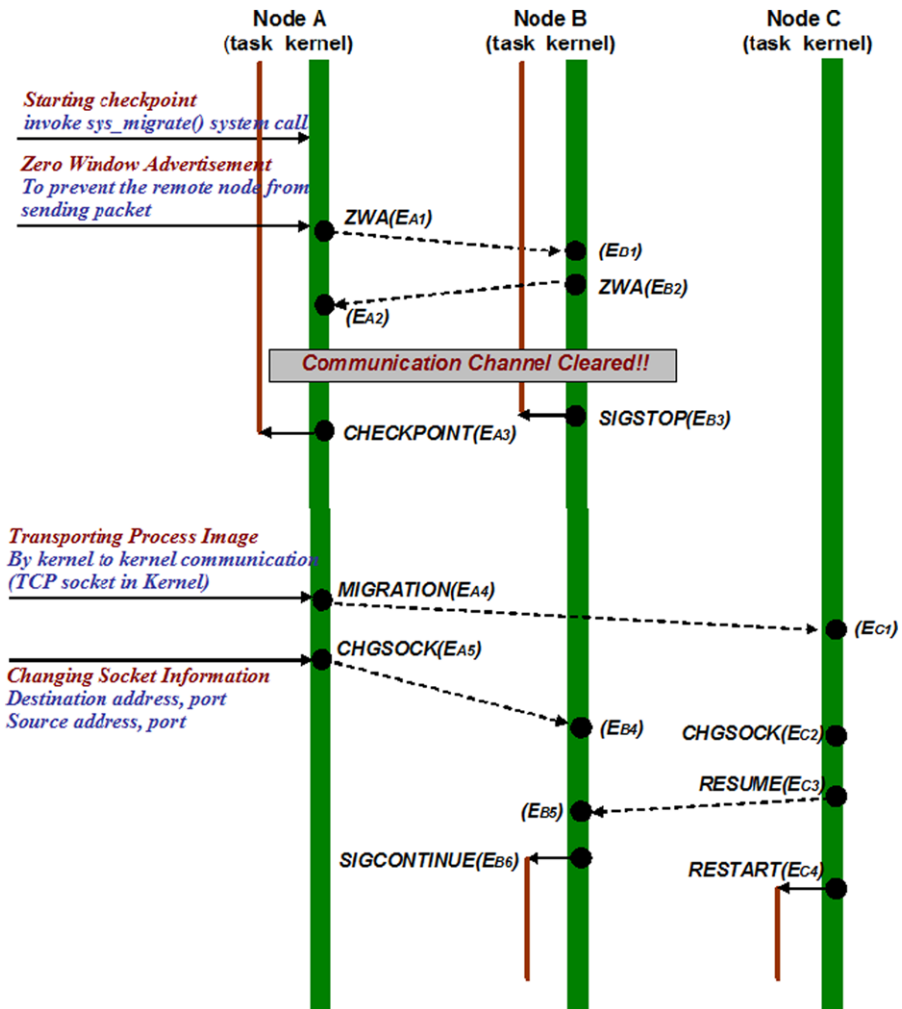 Node A
(task kernel)
Node B
(task kernel)
Node C
(task kernel)
Starting checkpoint
invoke sys_migrate() system call
Zero Window Advertisement
To prevent the remote node from
sending packet
ZWA(EA1)
(EB1)
ZWA(EB2)
(EA2)
Communication Channel Cleared!!
SIGSTOP(EB3)
CHECKPOINT(EA3)
Transporting Process Image
By kernel to kernel communication
(TCP socket in Kernel)
MIGRATION(EA4)
(EC1)
CHGSOCK(EA5)
Changing Socket Information
Destination address, port
Source address, port
(EB4)
CHGSOCK(EC2)
RESUME(EC3)
(EB5)
SIGCONTINUE(EB6)
RESTART(EC4)